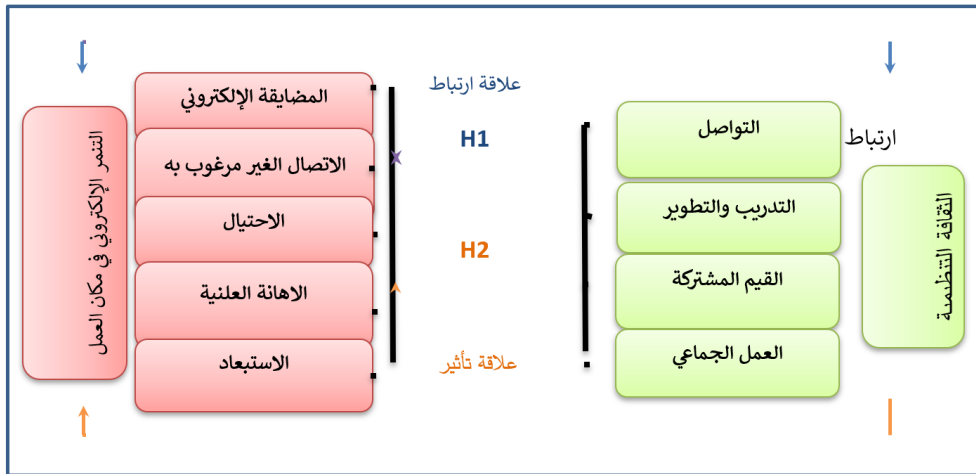 علاقة ارتباط
H1
H2
علاقة تأثير
ارتباط
الثقافة التنظيمية
التواصل
التدريب والتطوير
القيم المشتركة
العمل الجماعي
المضايقة الإلكتروني
الاتصال الغير مرغوب به
الاحتيال
الاهانة العلنية
الاستبعاد
التنمر الإلكتروني في مكان العمل